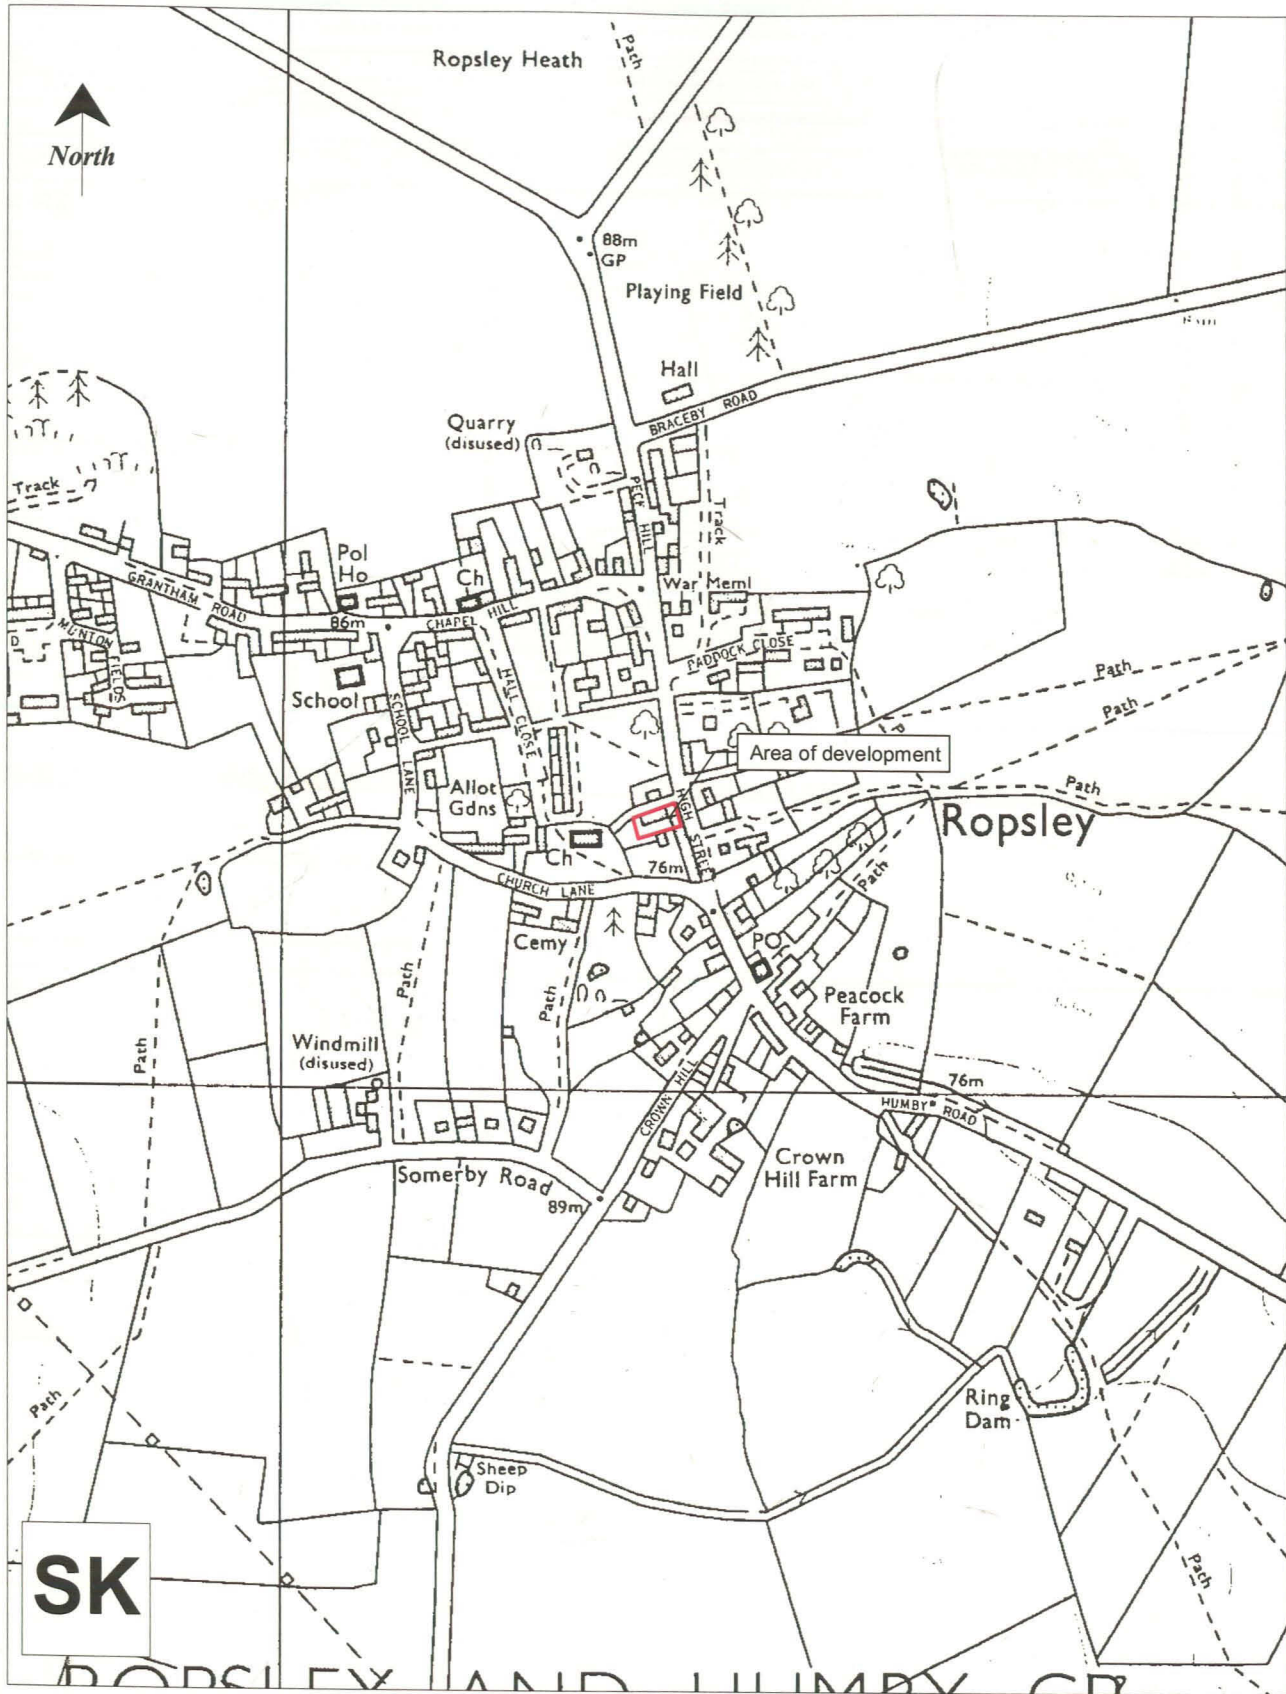 Ropsley Heath
Path
North
88m
GP
Playing Field
Hall
BRACEBY ROAD
Quarry
(disused)
Track
PECK HILL
Track
Pol
Ho
Ch
War Meml
GRANTHAM ROAD
86m
CHAPEL HILL
MUNTON FIELDS
PADDOCK CLOSE
School
SCHOOL LANE
HALL CLOSE
Path
Path
Area of development
Allot
Gdns
Path
HIGH STREET
Ropsley
Ch
76m
CHURCH LANE
Path
Cemy
PO
Path
Path
Peacock
Farm
Windmill
(disused)
Path
76m
CROWN HILL
HUMBY ROAD
Somerby Road
Crown
Hill Farm
89m
Path
Ring
Dam
Sheep
Dip
Path
SK
ROPSLEY AND HUMBY CP